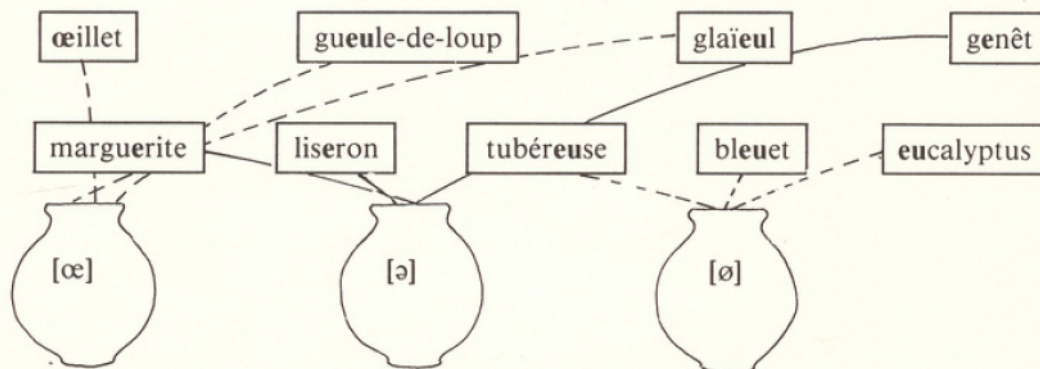 œillet gueule-de-loup glaïeul genêt
marguerite liseron tubéreuse bleuet eucalyptus
[œ] [ə] [ø]